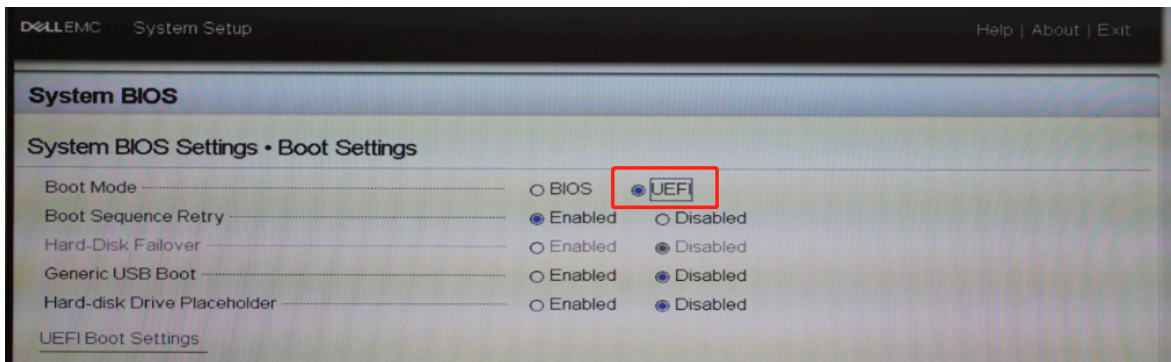 DELLEMC System Setup Help | About | Exit
System BIOS
System BIOS Settings • Boot Settings
Boot Mode BIOS UEFI
Boot Sequence Retry Enabled Disabled
Hard-Disk Failover Enabled Disabled
Generic USB Boot Enabled Disabled
Hard-disk Drive Placeholder Enabled Disabled
UEFI Boot Settings